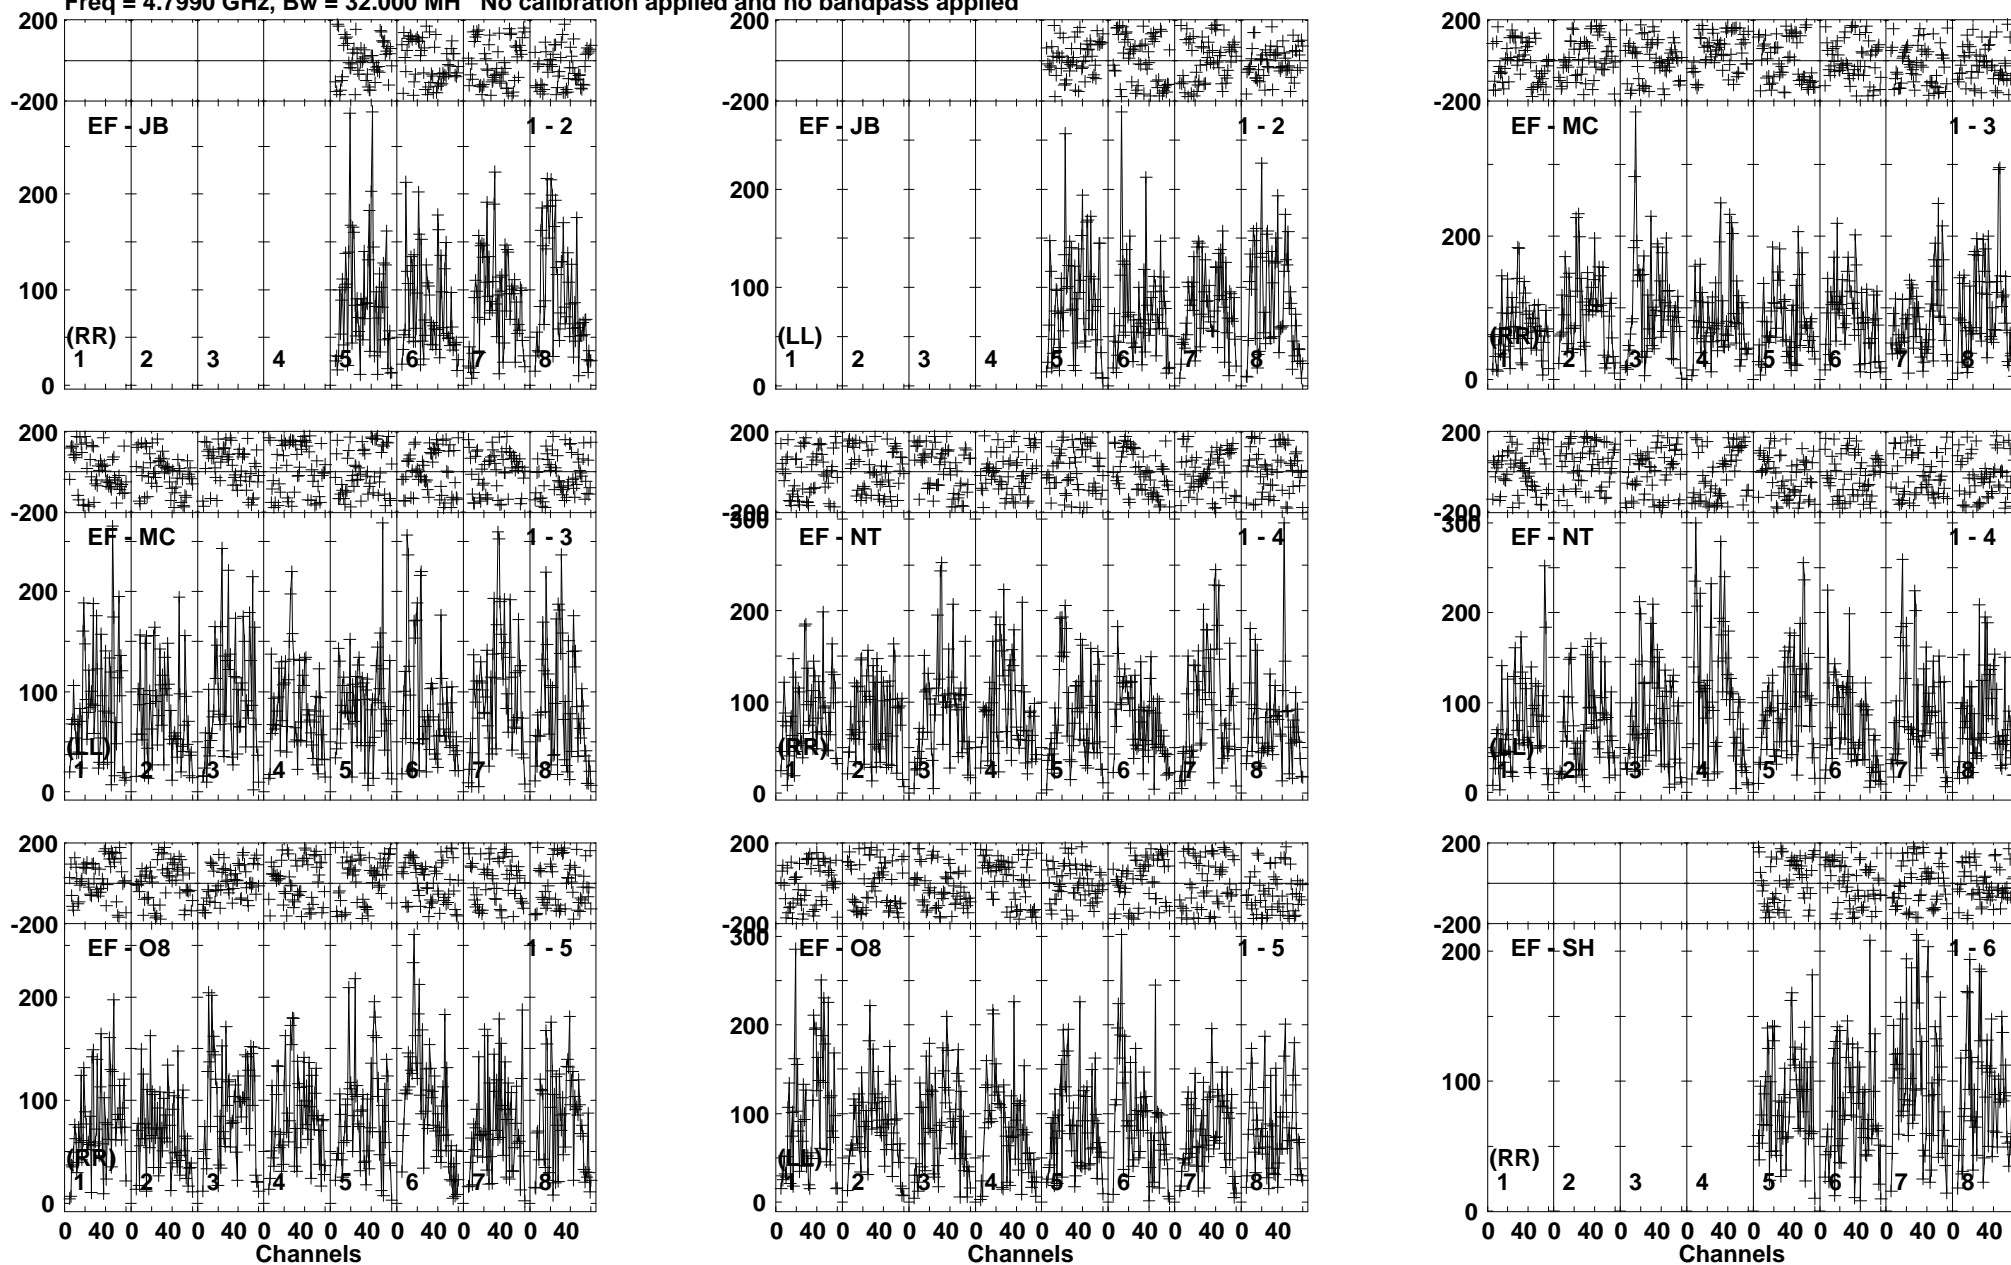 Freq = 4.7990 GHz, Bw = 32.000 MH No calibration applied and no bandpass applied
200 200 200
-200 -200 -200
EF - JB 1 - 2 EF - JB 1 - 2 EF - MC 1 - 3
200 200 200
100 100
(RR) (LL) (RR)
1 2 3 4 5 6 7 8 1 2 3 4 5 6 7 8 1 2 3 4 5 6 7 8
0 0 0
200 200 200
-200 -200 -200
300 300
EF - MC 1 - 3 EF - NT 1 - 4 EF - NT 1 - 4
200 200 200
100 100 100
(LL) (RR) (LL)
1 2 3 4 5 6 7 8 1 2 3 4 5 6 7 8 1 2 3 4 5 6 7 8
0 0 0
200 200 200
-200 -200 -200
300
EF - O8 1 - 5 EF - O8 1 - 5 EF - SH 1 - 6
200 200 200
100 100 100
(RR) (LL) (RR)
1 2 3 4 5 6 7 8 1 2 3 4 5 6 7 8 1 2 3 4 5 6 7 8
0 0 0
0 40 0 40 0 40 0 40 0 40 0 40 0 40 0 40 0 40 0 40 0 40 0 40 0 40 0 40 0 40 0 40 0 40 0 40 0 40 0 40 0 40 0 40 0 40 0 40
Channels Channels Channels